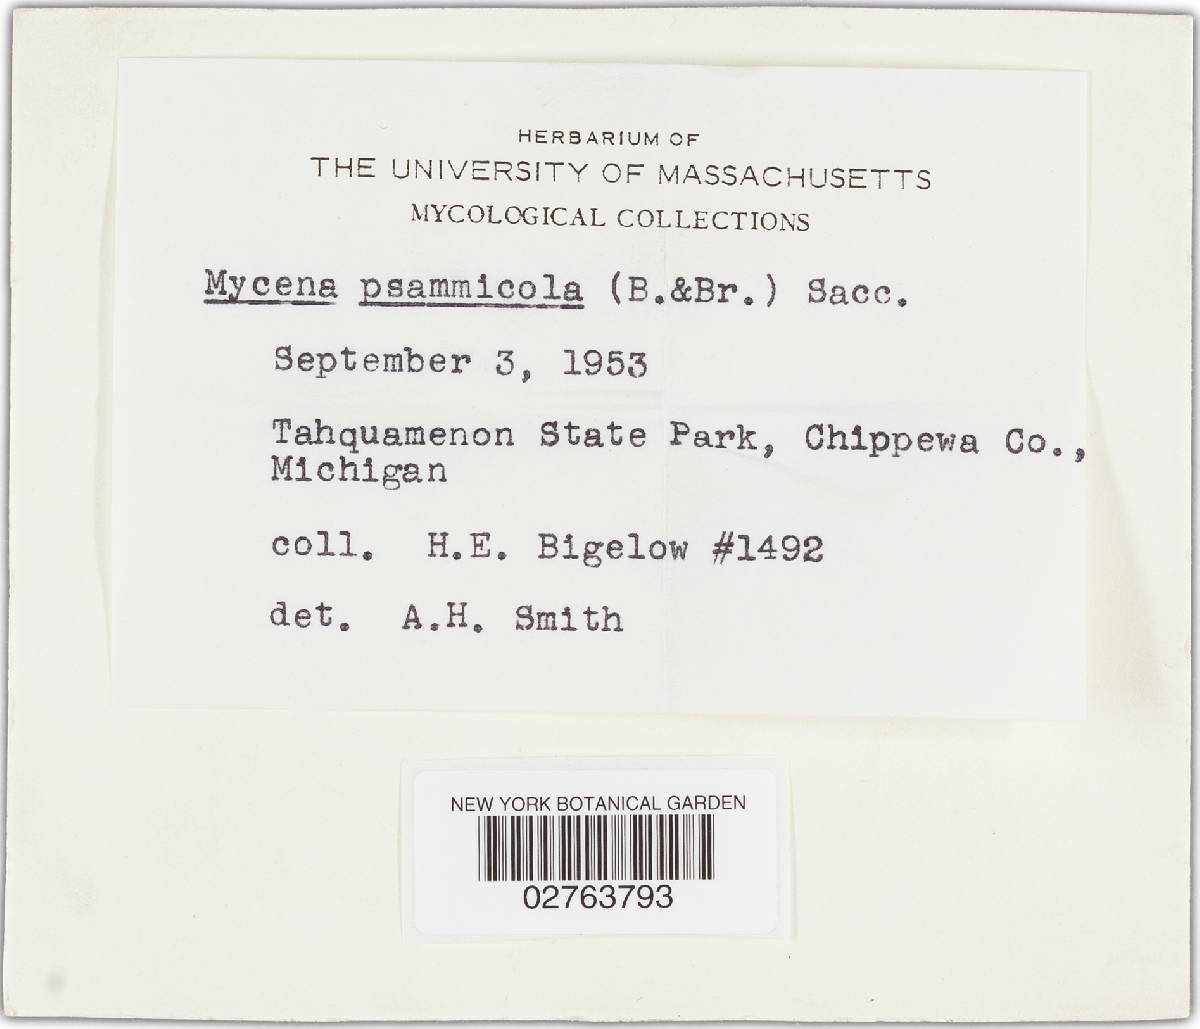 HERBARIUM OF
THE UNIVERSITY OF MASSACHUSETTS
MYCOLOGICAL COLLECTIONS
Mycena psammicola (B.&Br.) Sacc.
September 3, 1953
Tahquamenon State Park, Chippewa Co.,
Michigan
coll. H.E. Bigelow #1492
det. A.H. Smith
NEW YORK BOTANICAL GARDEN
02763793